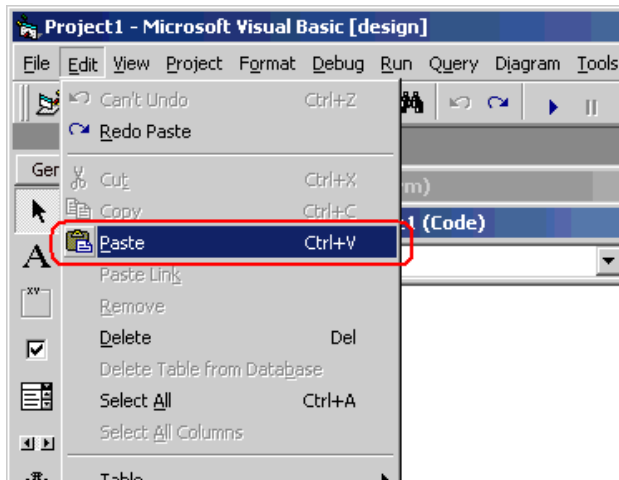 Project1 - Microsoft Visual Basic [design]
File Edit View Project Format Debug Run Query Diagram Tools
Can't Undo Ctrl+Z
Redo Paste
Ger
Cut Ctrl+X
rm)
Copy Ctrl+C
1 (Code)
Paste Ctrl+V
A
Paste Link
XY
Remove
Delete Del
Delete Table from Database
Select All Ctrl+A
Select All Columns
Table